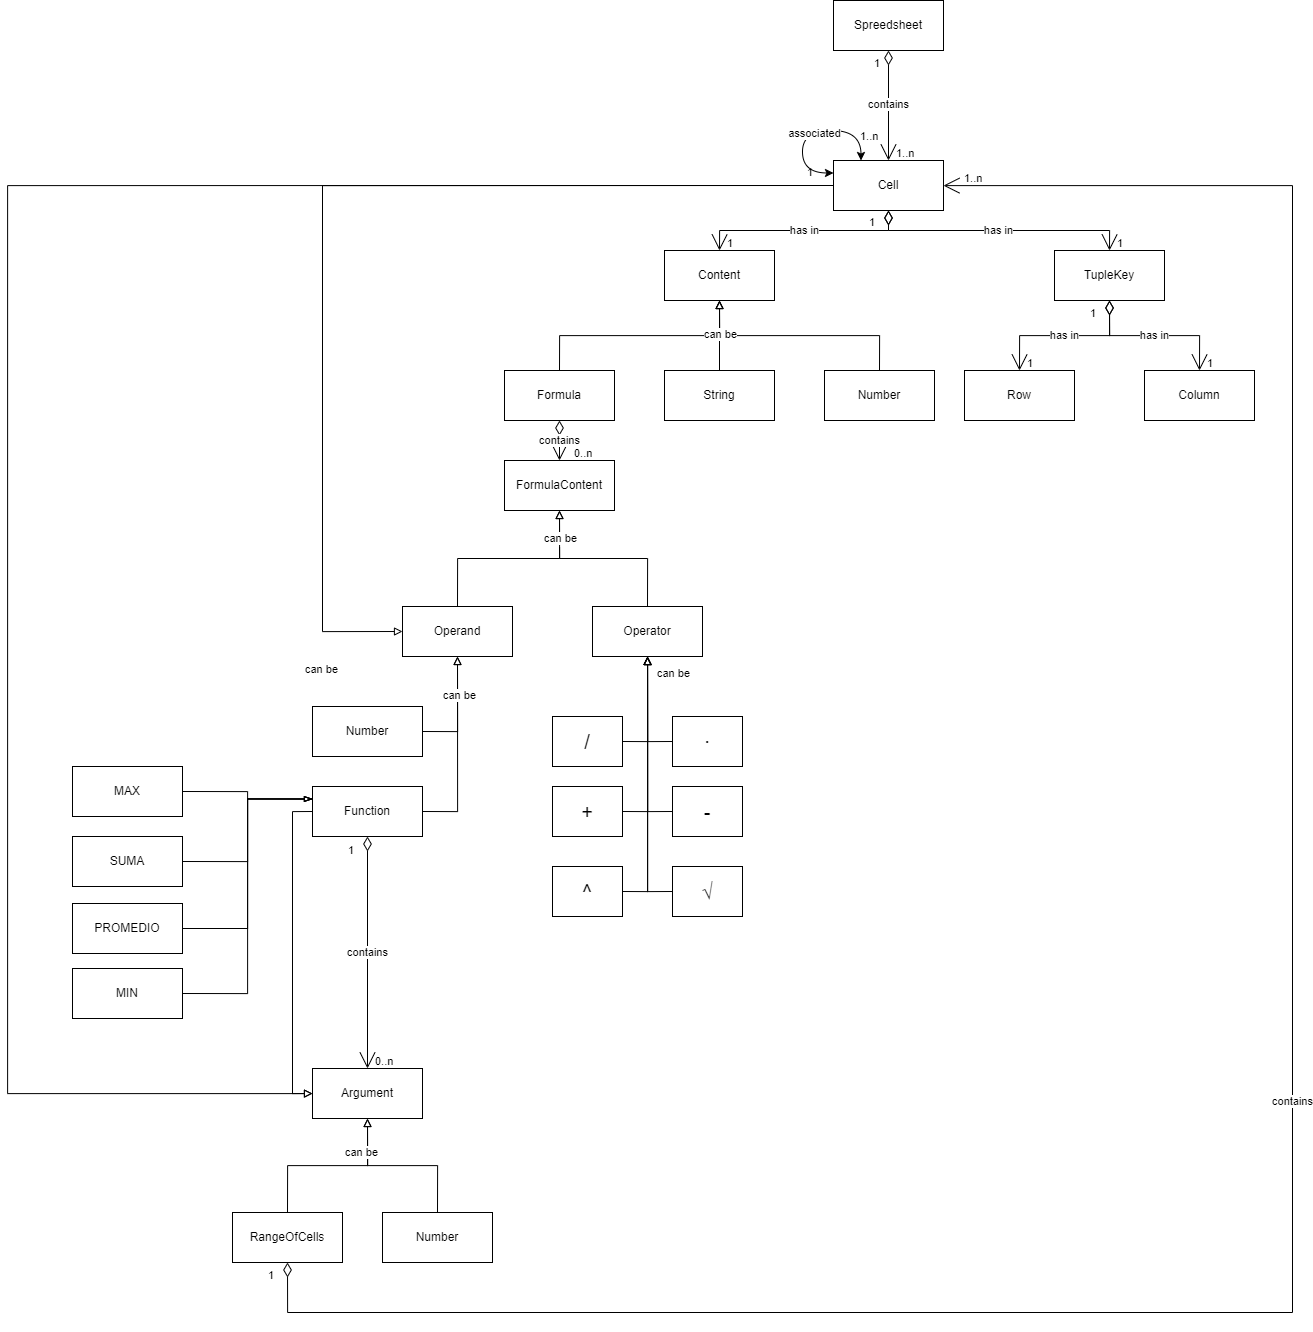 Spreedsheet
1
contains
associated
1..n
1..n
1
Cell
1..n
1
has in
has in
1
1
Content
TupleKey
1
can be
has in
has in
1
1
Formula
String
Number
Row
Column
contains
0..n
FormulaContent
can be
Operand
Operator
can be
can be
can be
Number
/
·
MAX
Function
+
-
SUMA
1
^
√
PROMEDIO
contains
MIN
0..n
Argument
contains
can be
RangeOfCells
Number
1